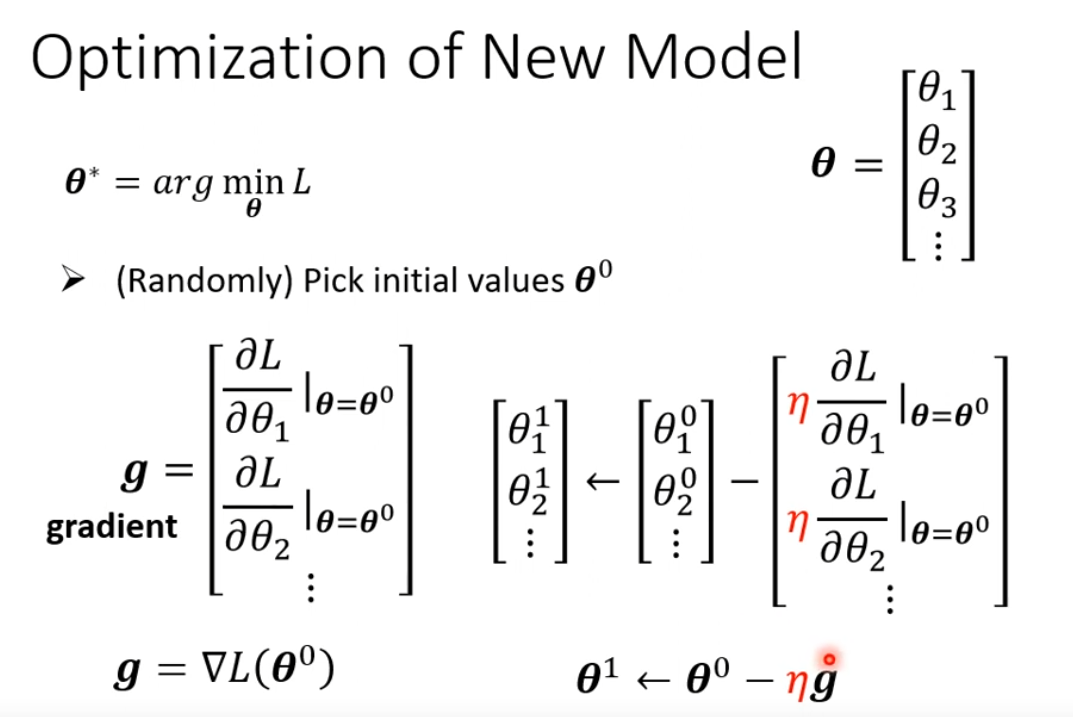 Optimization of New Model
𝜽 = [θ₁ θ₂ θ₃ ⋮]
𝜽* = arg min_𝜽 L
➢ (Randomly) Pick initial values 𝜽⁰
𝒈 = [∂L/∂θ₁ |𝜽=𝜽⁰ ∂L/∂θ₂ |𝜽=𝜽⁰ ⋮]
gradient
[θ₁¹ θ₂¹ ⋮] ← [θ₁⁰ θ₂⁰ ⋮] − [η ∂L/∂θ₁ |𝜽=𝜽⁰ η ∂L/∂θ₂ |𝜽=𝜽⁰ ⋮]
𝒈 = ∇L(𝜽⁰)
𝜽¹ ← 𝜽⁰ − η𝒈